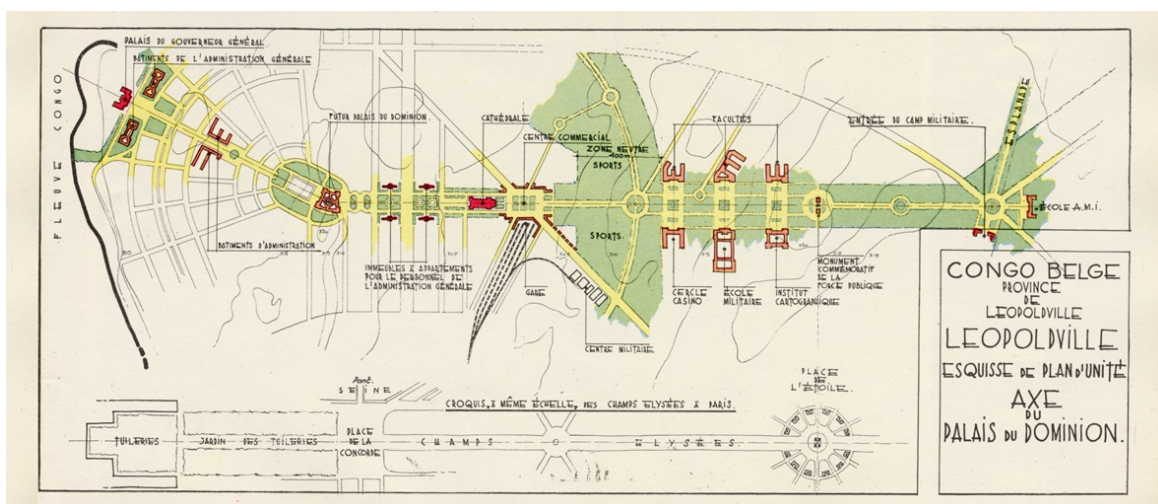 PALAIS DU GOUVERNEUR GÉNÉRAL
BÂTIMENTS DE L'ADMINISTRATION GÉNÉRALE
FLEUVE CONGO
FUTUR PALAIS DU DOMINION
CATHÉDRALE
CENTRE COMMERCIAL
ZONE NEUTRE
400m
SPORTS
FACULTÉS
ENTRÉE DU CAMP MILITAIRE.
ESPLANADE
ÉCOLE A.M.I.
SPORTS.
BATIMENTS D'ADMINISTRATION
IMMEUBLES À APPARTEMENTS
POUR LE PERSONNEL DE
L'ADMINISTRATION GÉNÉRALE
GARE
CENTRE MILITAIRE
CERCLE
CASINO
ÉCOLE
MILITAIRE
INSTITUT
CARTOGRAPHIQUE
MONUMENT
COMMÉMORATIF
DE LA
FORCE PUBLIQUE
CONGO BELGE
PROVINCE
DE
LEOPOLDVILLE
LEOPOLDVILLE
ESQUISSE DE PLAN D'UNITÉ
AXE
DU
PALAIS DU DOMINION.
SEINE
CROQUIS, À MÊME ÉCHELLE, DES CHAMPS ELYSÉES À PARIS.
PLACE
DE
L'ÉTOILE.
TUILERIES
JARDIN DES TUILERIES
PLACE
DE LA
CONCORDE
CHAMPS ELYSÉES.